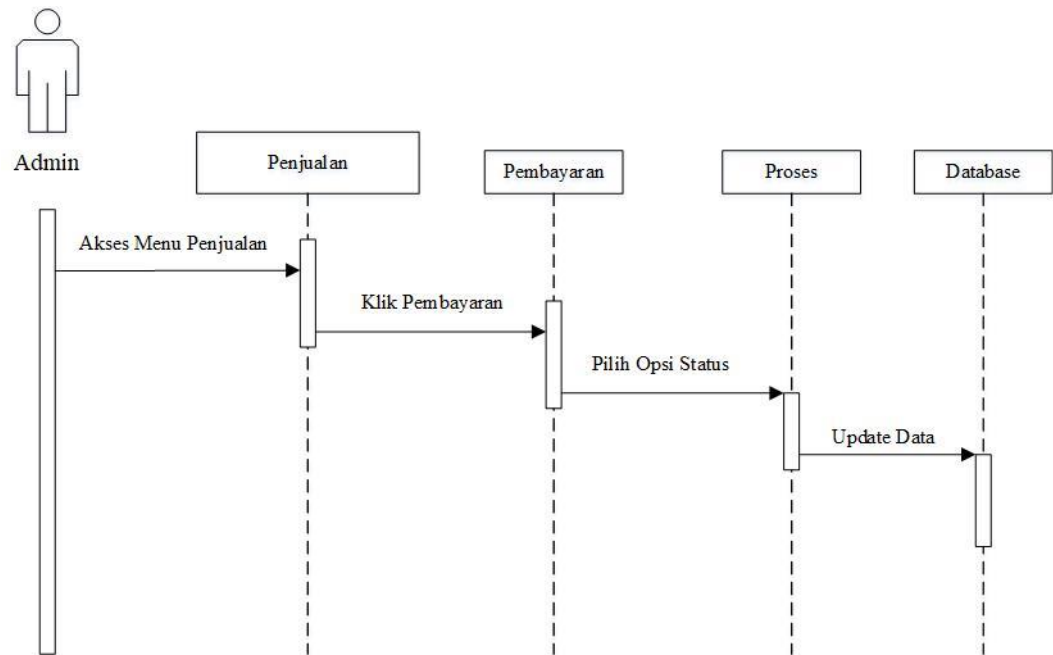 Admin
Penjualan
Pembayaran
Proses
Database
Akses Menu Penjualan
Klik Pembayaran
Pilih Opsi Status
Update Data